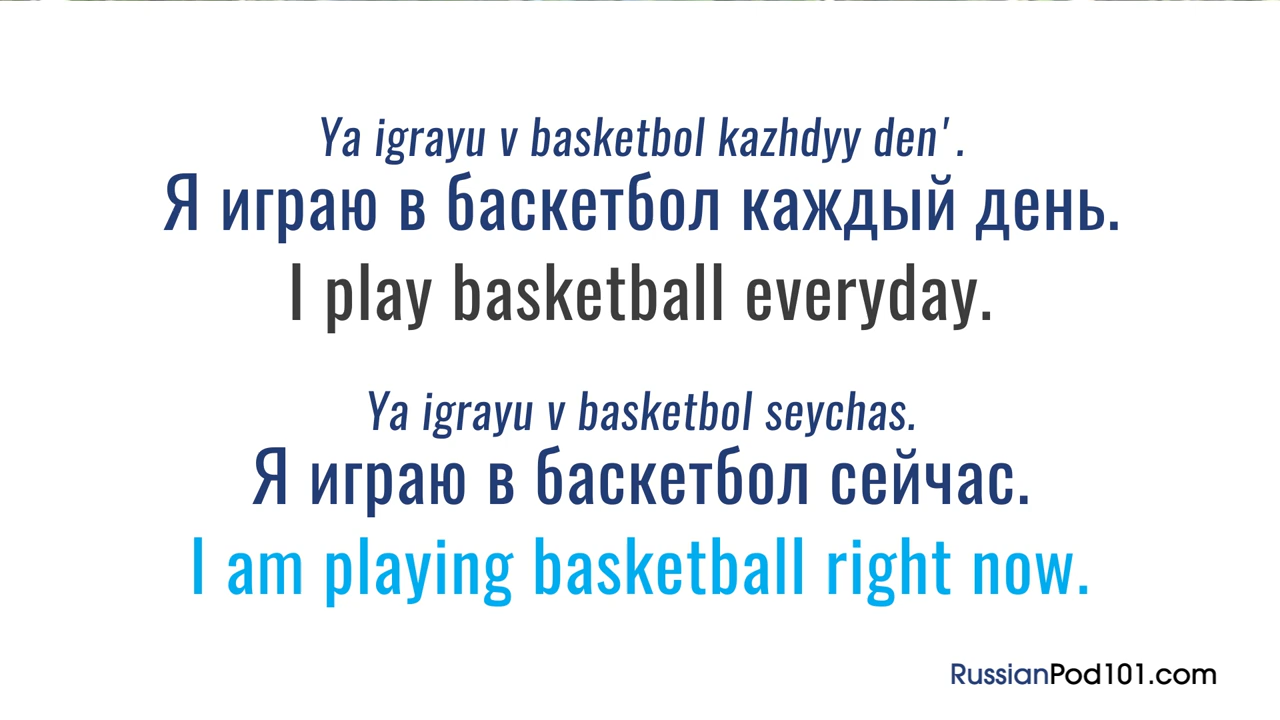 Ya igrayu v basketbol kazhdyy den'.
Я играю в баскетбол каждый день.
I play basketball everyday.
Ya igrayu v basketbol seychas.
Я играю в баскетбол сейчас.
I am playing basketball right now.
RussianPod101.com